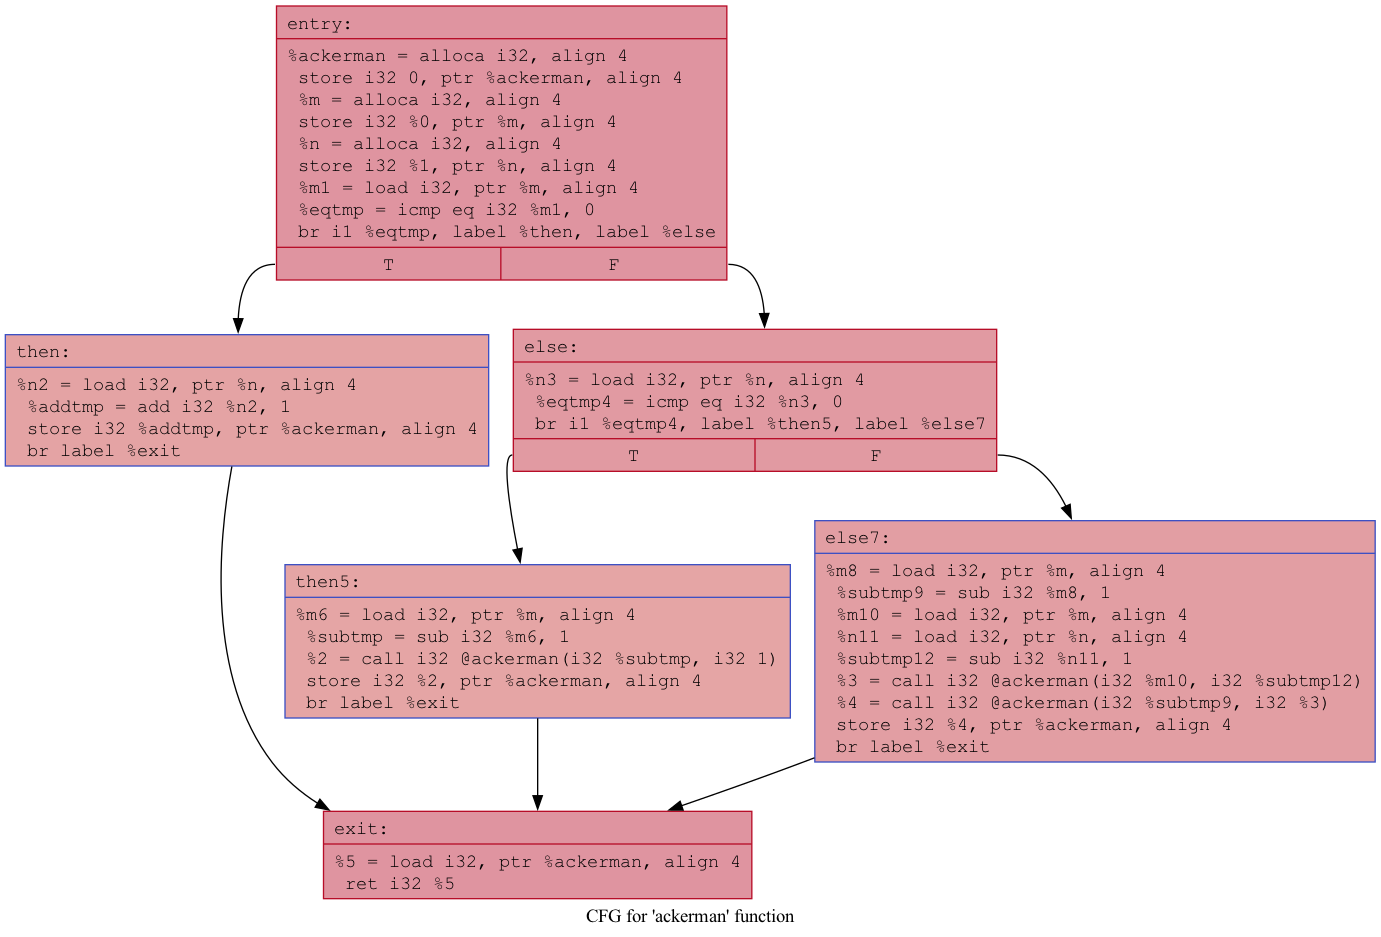 entry:
%ackerman = alloca i32, align 4
store i32 0, ptr %ackerman, align 4
%m = alloca i32, align 4
store i32 %0, ptr %m, align 4
%n = alloca i32, align 4
store i32 %1, ptr %n, align 4
%m1 = load i32, ptr %m, align 4
%eqtmp = icmp eq i32 %m1, 0
br i1 %eqtmp, label %then, label %else
T F
then:
%n2 = load i32, ptr %n, align 4
%addtmp = add i32 %n2, 1
store i32 %addtmp, ptr %ackerman, align 4
br label %exit
else:
%n3 = load i32, ptr %n, align 4
%eqtmp4 = icmp eq i32 %n3, 0
br i1 %eqtmp4, label %then5, label %else7
T F
then5:
%m6 = load i32, ptr %m, align 4
%subtmp = sub i32 %m6, 1
%2 = call i32 @ackerman(i32 %subtmp, i32 1)
store i32 %2, ptr %ackerman, align 4
br label %exit
else7:
%m8 = load i32, ptr %m, align 4
%subtmp9 = sub i32 %m8, 1
%m10 = load i32, ptr %m, align 4
%n11 = load i32, ptr %n, align 4
%subtmp12 = sub i32 %n11, 1
%3 = call i32 @ackerman(i32 %m10, i32 %subtmp12)
%4 = call i32 @ackerman(i32 %subtmp9, i32 %3)
store i32 %4, ptr %ackerman, align 4
br label %exit
exit:
%5 = load i32, ptr %ackerman, align 4
ret i32 %5
CFG for 'ackerman' function